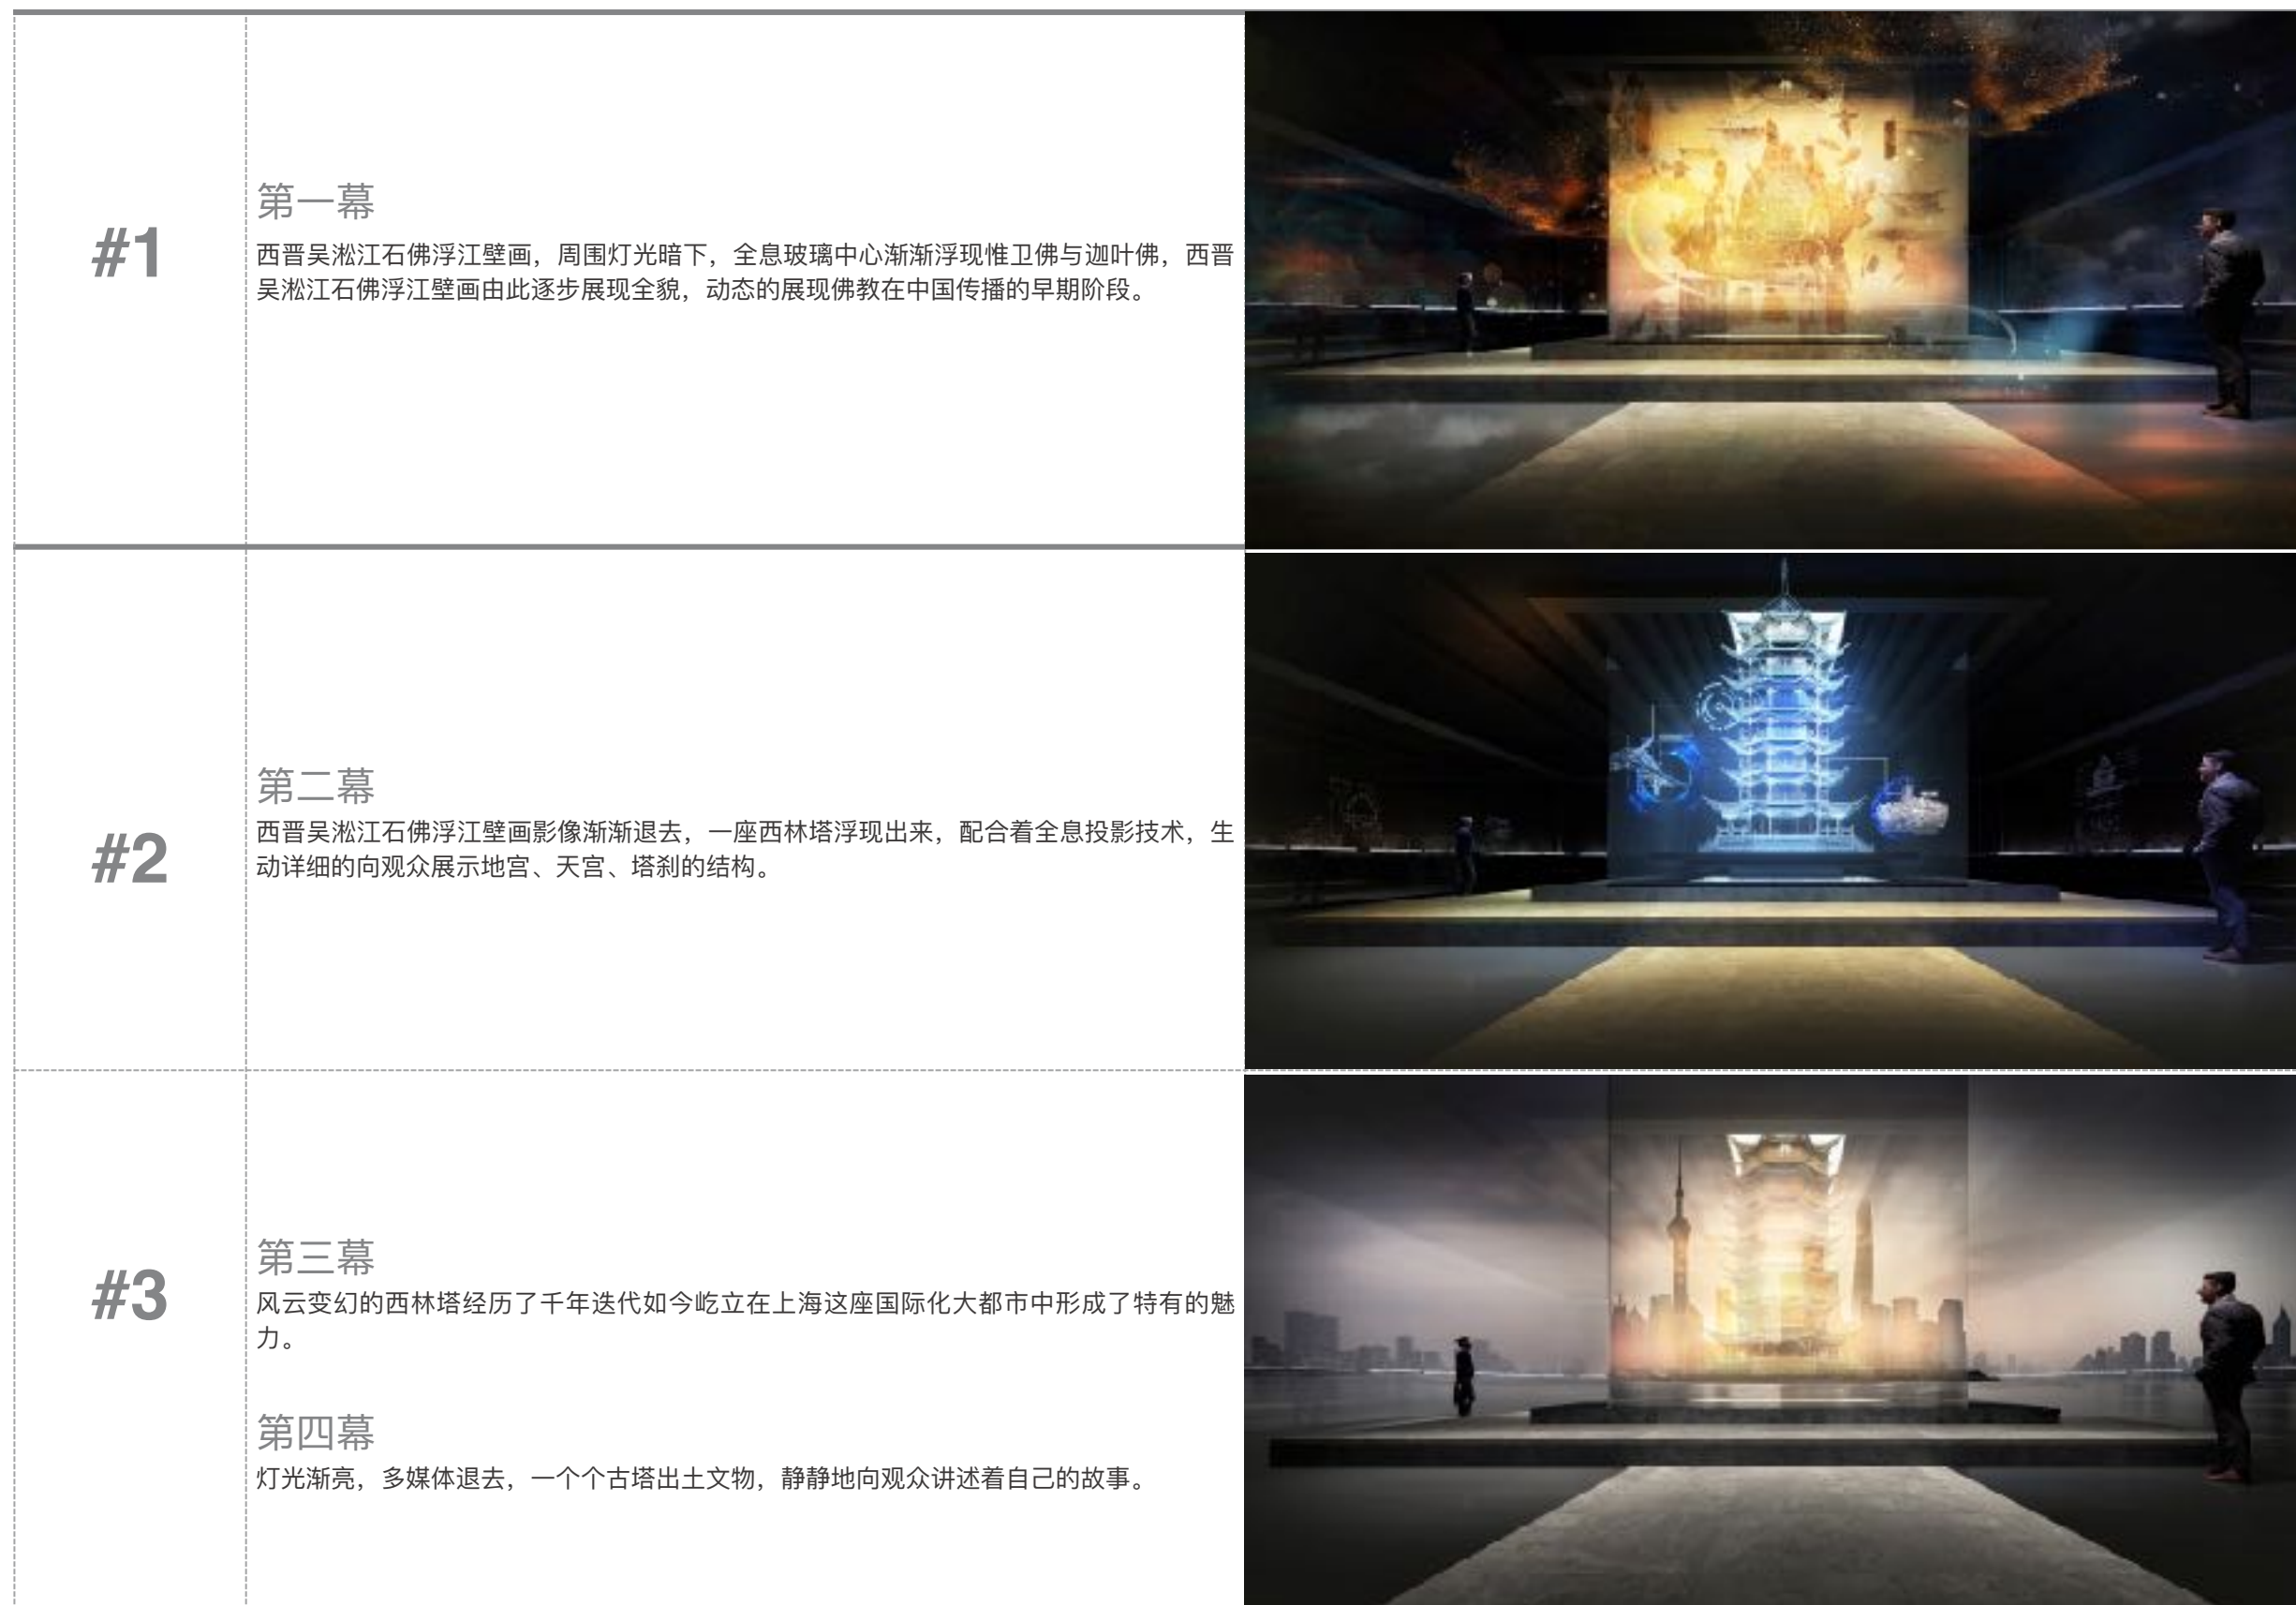 #1
第一幕
西晋吴淞江石佛浮江壁画，周围灯光暗下，全息玻璃中心渐渐浮现惟卫佛与迦叶佛，西晋
吴淞江石佛浮江壁画由此逐步展现全貌，动态的展现佛教在中国传播的早期阶段。
#2
第二幕
西晋吴淞江石佛浮江壁画影像渐渐退去，一座西林塔浮现出来，配合着全息投影技术，生
动详细的向观众展示地宫、天宫、塔刹的结构。
#3
第三幕
风云变幻的西林塔经历了千年迭代如今屹立在上海这座国际化大都市中形成了特有的魅
力。
第四幕
灯光渐亮，多媒体退去，一个个古塔出土文物，静静地向观众讲述着自己的故事。